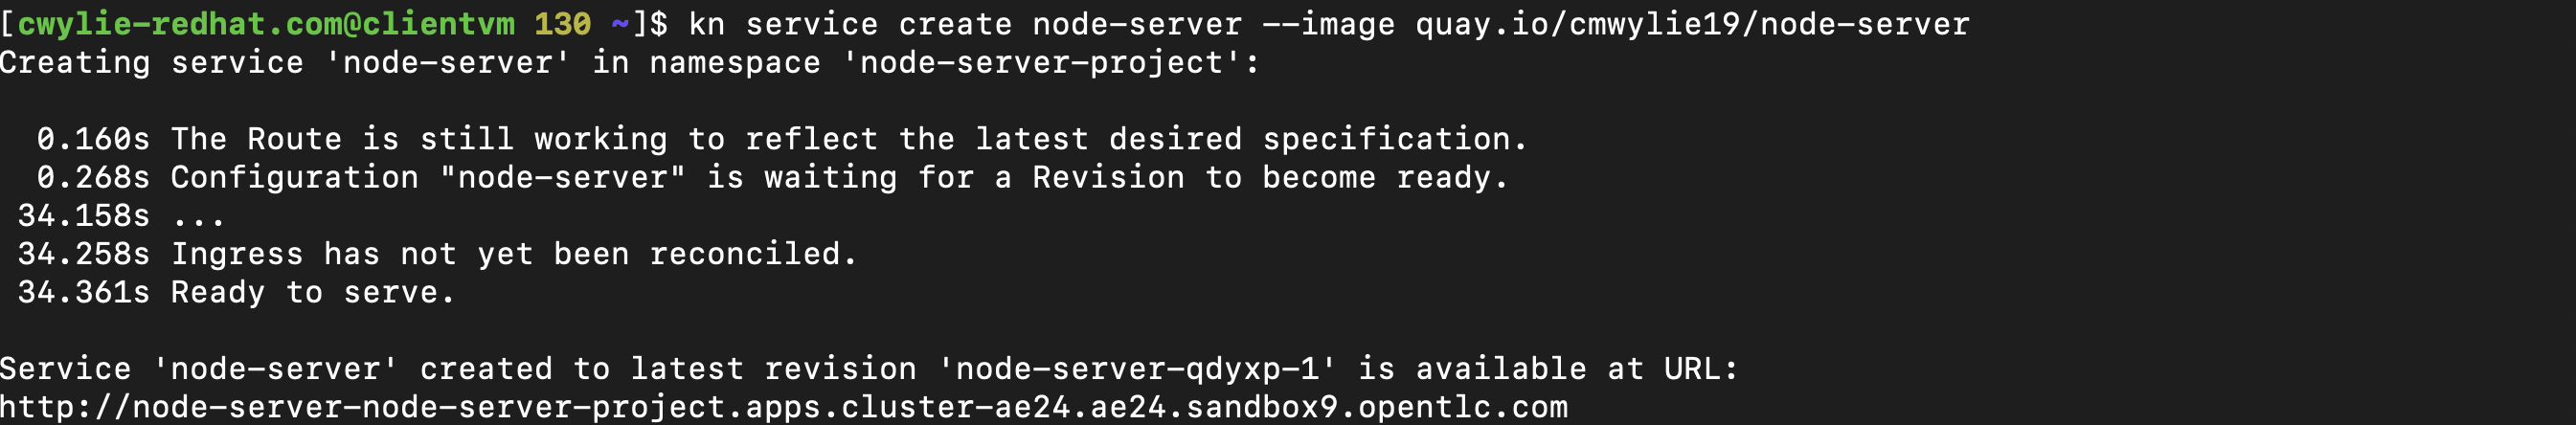 [cwylie-redhat.com@clientvm 130 ~]$ kn service create node-server --image quay.io/cmwylie19/node-server
Creating service 'node-server' in namespace 'node-server-project':
0.160s The Route is still working to reflect the latest desired specification.
0.268s Configuration "node-server" is waiting for a Revision to become ready.
34.158s ...
34.258s Ingress has not yet been reconciled.
34.361s Ready to serve.
Service 'node-server' created to latest revision 'node-server-qdyxp-1' is available at URL:
http://node-server-node-server-project.apps.cluster-ae24.ae24.sandbox9.opentlc.com